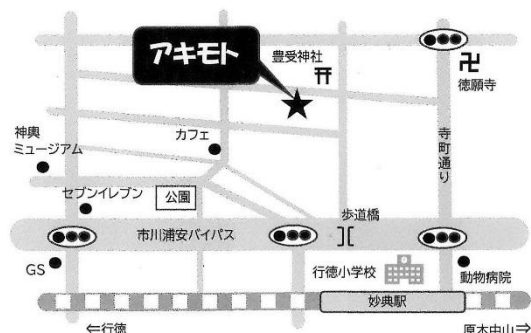 アキモト
豊受神社
徳願寺
寺町通り
神輿
ミュージアム
カフェ
セブンイレブン
公園
歩道橋
市川浦安バイパス
行徳小学校
GS
動物病院
妙典駅
⇐行徳
原木中山⇒